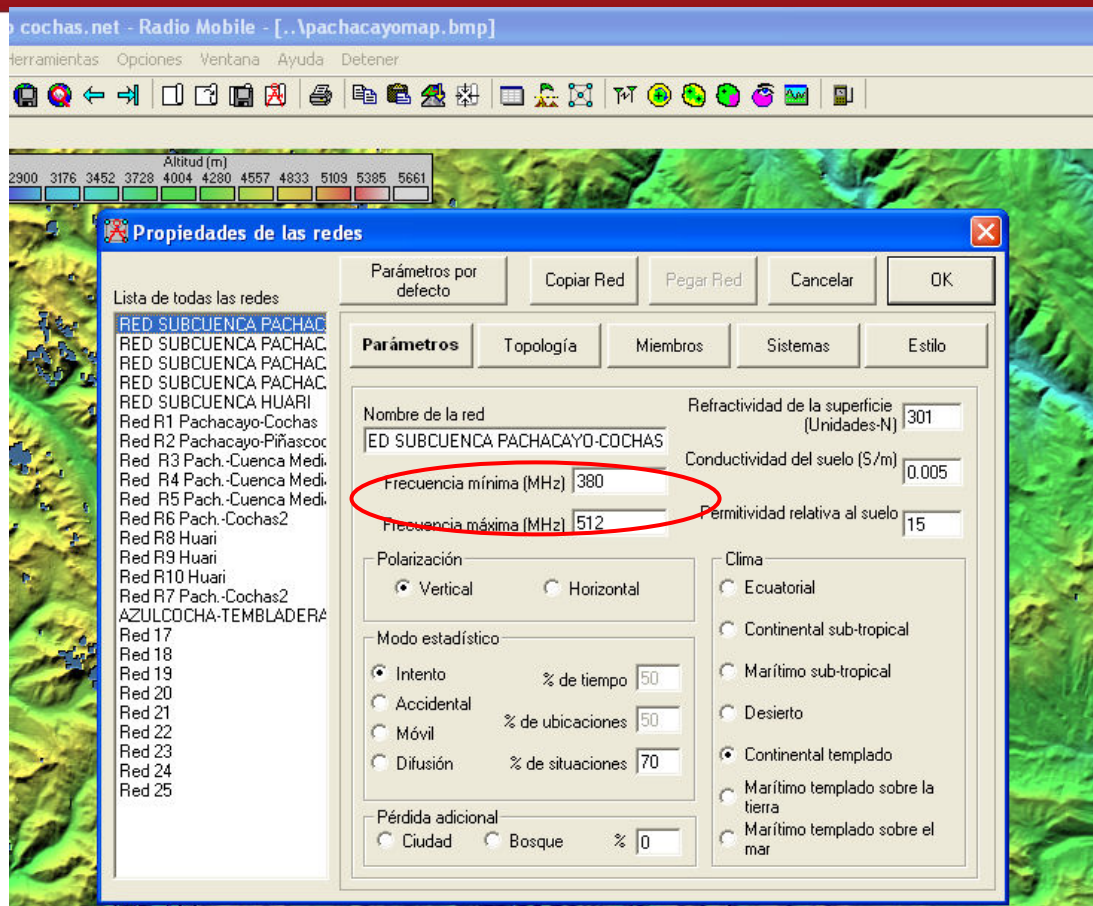 o cochas.net - Radio Mobile - [..\pachacayomap.bmp]
Herramientas Opciones Ventana Ayuda Detener
Altitud (m)
2900 3176 3452 3728 4004 4280 4557 4833 5109 5385 5661
Propiedades de las redes
Lista de todas las redes
RED SUBCUENCA PACHAC
RED SUBCUENCA PACHAC
RED SUBCUENCA PACHAC
RED SUBCUENCA PACHAC
RED SUBCUENCA HUARI
Red R1 Pachacayo-Cochas
Red R2 Pachacayo-Piñascoc
Red R3 Pach.-Cuenca Medi
Red R4 Pach.-Cuenca Medi
Red R5 Pach.-Cuenca Medi
Red R6 Pach.-Cochas2
Red R8 Huari
Red R9 Huari
Red R10 Huari
Red R7 Pach.-Cochas2
AZULCOCHA-TEMBLADERA
Red 17
Red 18
Red 19
Red 20
Red 21
Red 22
Red 23
Red 24
Red 25
Parámetros por defecto
Copiar Red
Pegar Red
Cancelar
OK
Parámetros
Topología
Miembros
Sistemas
Estilo
Nombre de la red
ED SUBCUENCA PACHACAYO-COCHAS
Frecuencia mínima (MHz) 380
Frecuencia máxima (MHz) 512
Refractividad de la superficie (Unidades-N) 301
Conductividad del suelo (S/m) 0.005
Permitividad relativa al suelo 15
Polarización
Vertical Horizontal
Modo estadístico
Intento
Accidental
Móvil
Difusión
% de tiempo 50
% de ubicaciones 50
% de situaciones 70
Pérdida adicional
Ciudad Bosque % 0
Clima
Ecuatorial
Continental sub-tropical
Marítimo sub-tropical
Desierto
Continental templado
Marítimo templado sobre la tierra
Marítimo templado sobre el mar